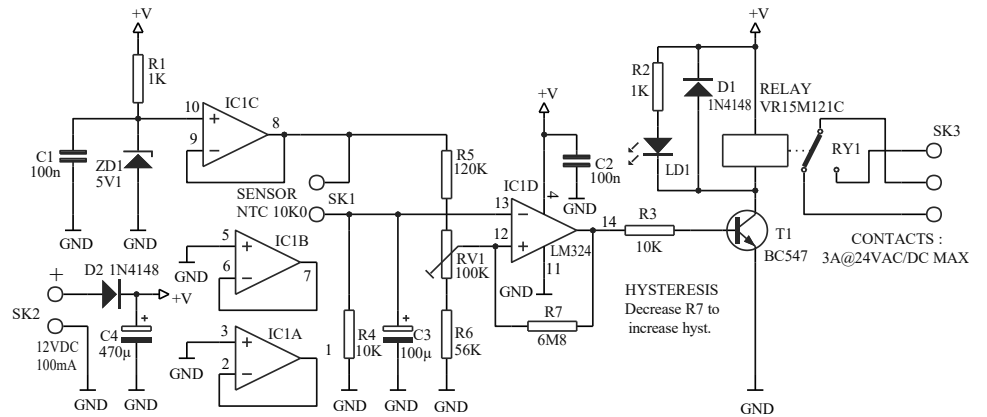 +V
R1
1K
10
+
IC1C
8
9
−
C1
100n
ZD1
5V1
GND
GND
SENSOR
NTC 10K0
SK1
R5
120K
5
+
IC1B
6
−
7
GND
+
D2 1N4148
+V
SK2
12VDC
100mA
C4
+
470µ
GND
GND
3
+
IC1A
2
−
1
GND
GND
R4
10K
GND
+
C3
100µ
GND
RV1
100K
R6
56K
GND
+V
C2
100n
GND
IC1D
4
13
−
12
+
LM324
14
11
GND
R7
6M8
R3
10K
HYSTERESIS
Decrease R7 to
increase hyst.
+V
R2
1K
D1
1N4148
LD1
RELAY
VR15M121C
RY1
SK3
T1
BC547
CONTACTS :
3A@24VAC/DC MAX
GND